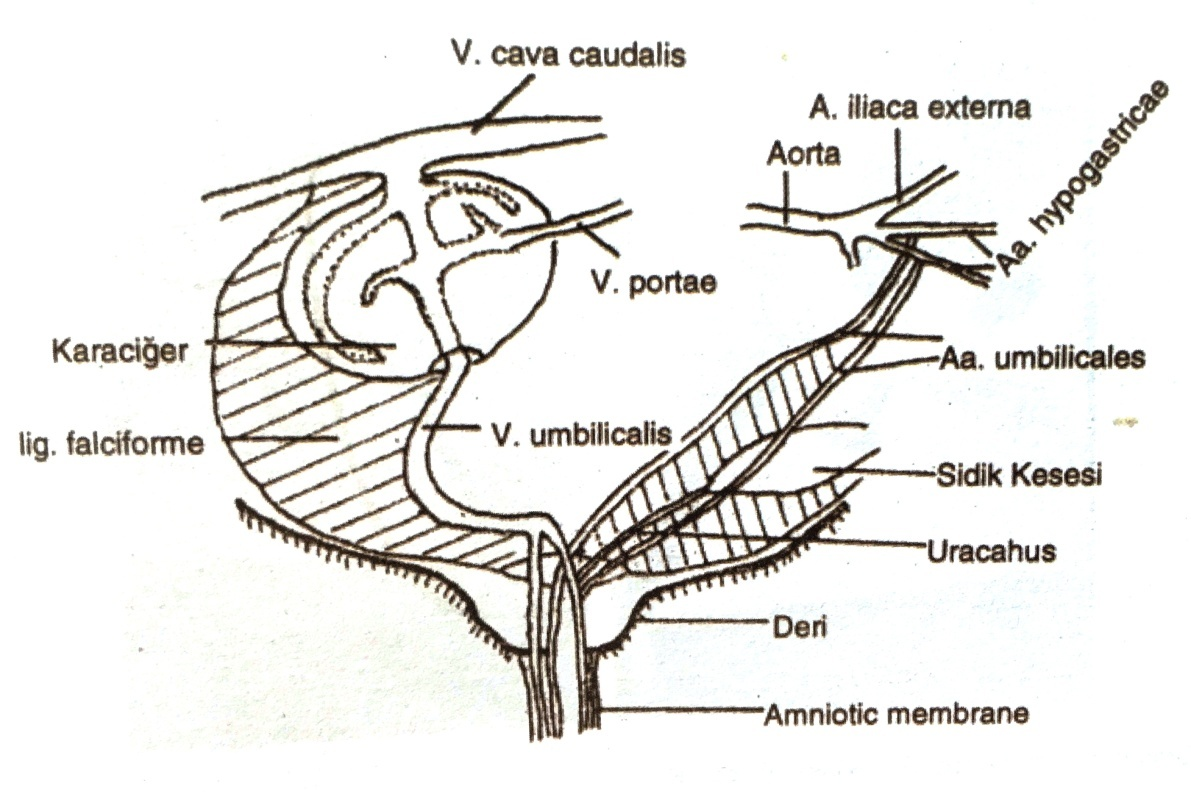 V. cava caudalis
A. iliaca externa
Aorta
Aa. hypogastricae
V. portae
Karaciğer
Aa. umbilicales
lig. falciforme
V. umbilicalis
Sidik Kesesi
Uracahus
Deri
Amniotic membrane